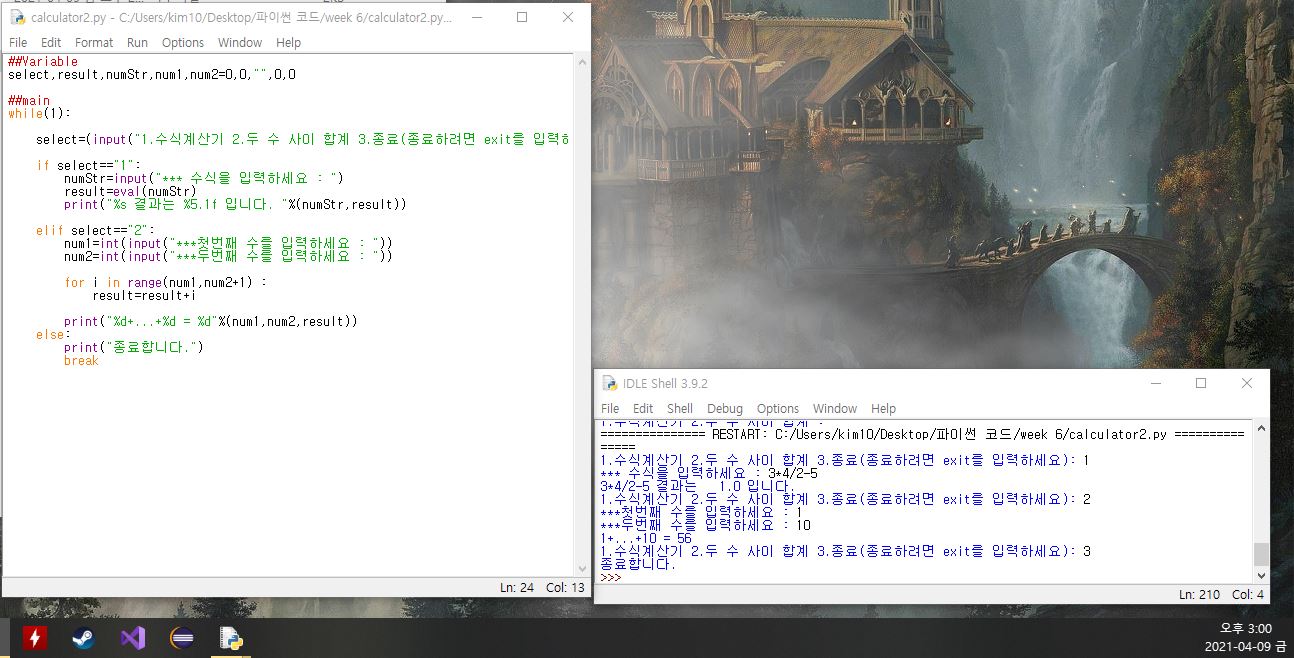 calculator2.py - C:/Users/kim10/Desktop/파이썬 코드/week 6/calculator2.py...
File Edit Format Run Options Window Help
##Variable
select,result,numStr,num1,num2=0,0,"",0,0
##main
while(1):
select=(input("1.수식계산기 2.두 수 사이 합계 3.종료(종료하려면 exit를 입력하
if select=="1":
numStr=input("*** 수식을 입력하세요 : ")
result=eval(numStr)
print("%s 결과는 %5.1f 입니다. "%(numStr,result))
elif select=="2":
num1=int(input("***첫번째 수를 입력하세요 : "))
num2=int(input("***두번째 수를 입력하세요 : "))
for i in range(num1,num2+1) :
result=result+i
print("%d+...+%d = %d"%(num1,num2,result))
else:
print("종료합니다.")
break
Ln: 24 Col: 13
IDLE Shell 3.9.2
File Edit Shell Debug Options Window Help
1.수식계산기 2.두 수 사이 합계 :
=============== RESTART: C:/Users/kim10/Desktop/파이썬 코드/week 6/calculator2.py ==========
=====
1.수식계산기 2.두 수 사이 합계 3.종료(종료하려면 exit를 입력하세요): 1
*** 수식을 입력하세요 : 3*4/2-5
3*4/2-5 결과는   1.0 입니다.
1.수식계산기 2.두 수 사이 합계 3.종료(종료하려면 exit를 입력하세요): 2
***첫번째 수를 입력하세요 : 1
***두번째 수를 입력하세요 : 10
1+...+10 = 56
1.수식계산기 2.두 수 사이 합계 3.종료(종료하려면 exit를 입력하세요): 3
종료합니다.
>>>
Ln: 210 Col: 4
오후 3:00
2021-04-09 금